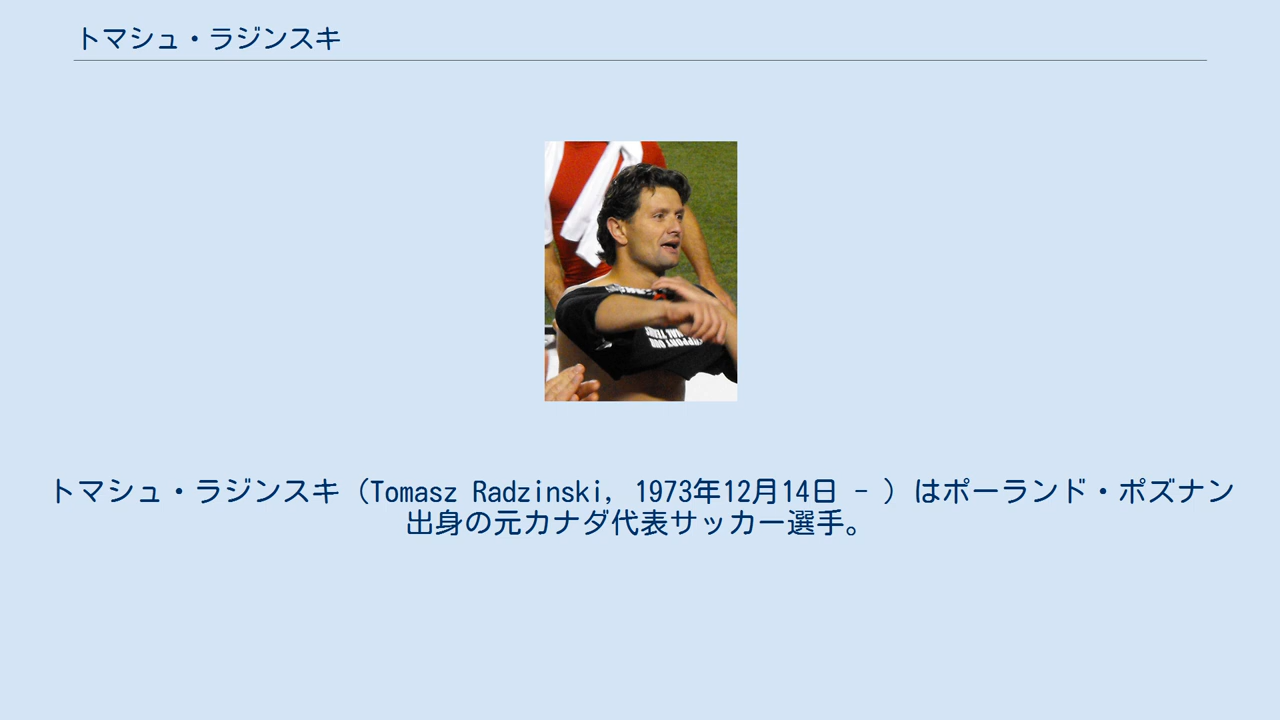 トマシュ・ラジンスキ
SUPPORT OUR
トマシュ・ラジンスキ（Tomasz Radzinski, 1973年12月14日 - ）はポーランド・ポズナン
出身の元カナダ代表サッカー選手。